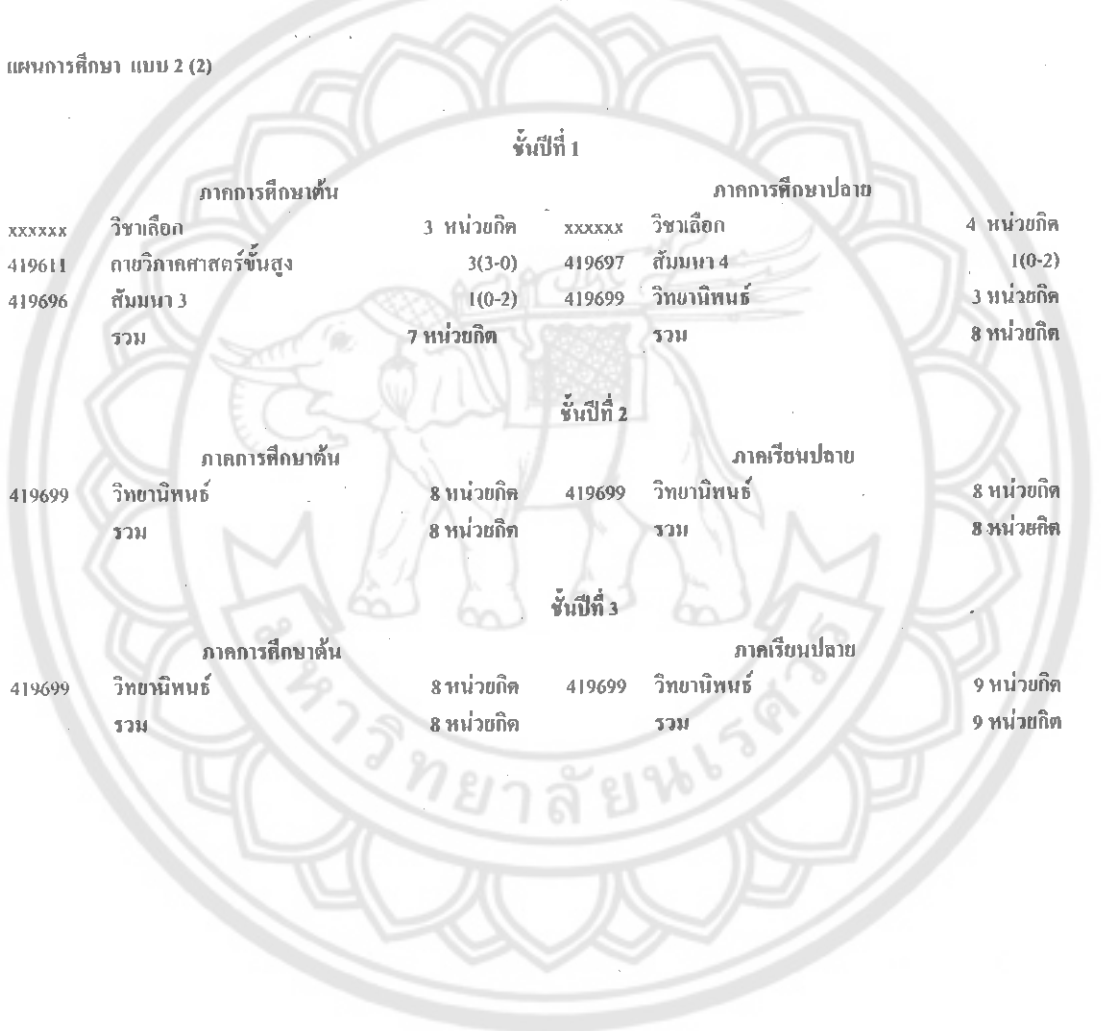 แผนการศึกษา แบบ 2 (2)
ชั้นปีที่ 1
ภาคการศึกษาต้น ภาคการศึกษาปลาย
xxxxxx วิชาเลือก 3 หน่วยกิต xxxxxx วิชาเลือก 4 หน่วยกิต
419611 กายวิภาคศาสตร์ขั้นสูง 3(3-0) 419697 สัมมนา 4 1(0-2)
419696 สัมมนา 3 1(0-2) 419699 วิทยานิพนธ์ 3 หน่วยกิต
รวม 7 หน่วยกิต รวม 8 หน่วยกิต
ชั้นปีที่ 2
ภาคการศึกษาต้น ภาคเรียนปลาย
419699 วิทยานิพนธ์ 8 หน่วยกิต 419699 วิทยานิพนธ์ 8 หน่วยกิต
รวม 8 หน่วยกิต รวม 8 หน่วยกิต
ชั้นปีที่ 3
ภาคการศึกษาต้น ภาคเรียนปลาย
419699 วิทยานิพนธ์ 8 หน่วยกิต 419699 วิทยานิพนธ์ 9 หน่วยกิต
รวม 8 หน่วยกิต รวม 9 หน่วยกิต
มหาวิทยาลัยนเรศวร